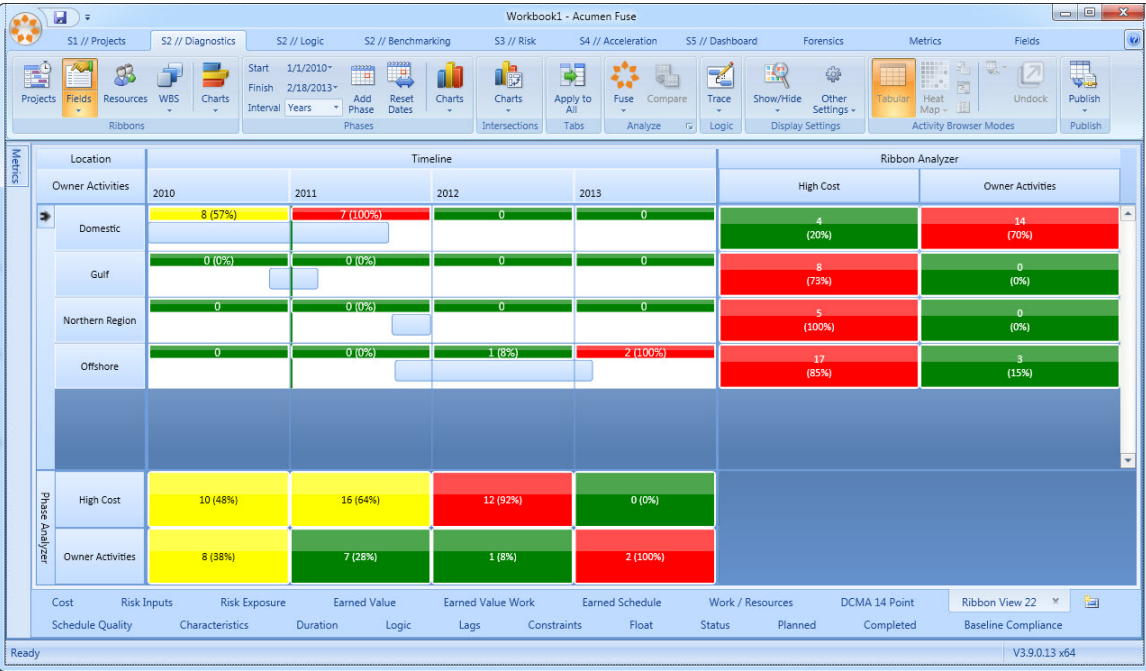 Workbook1 - Acumen Fuse
S1 // Projects S2 // Diagnostics S2 // Logic S2 // Benchmarking S3 // Risk S4 // Acceleration S5 // Dashboard Forensics Metrics Fields
Start 1/1/2010
Finish 2/18/2013
Interval Years
Projects Fields Resources WBS Charts Add Phase Reset Dates Charts Charts Apply to All Fuse Compare Trace Show/Hide Other Settings Tabular Heat Map Undock Publish
Ribbons Phases Intersections Tabs Analyze Logic Display Settings Activity Browser Modes Publish
Metrics
Location Timeline Ribbon Analyzer
Owner Activities 2010 2011 2012 2013 High Cost Owner Activities
Domestic 8 (57%) 7 (100%) 0 0 4 (20%) 14 (70%)
Gulf 0 (0%) 0 (0%) 0 0 8 (73%) 0 (0%)
Northern Region 0 0 (0%) 0 0 5 (100%) 0 (0%)
Offshore 0 0 (0%) 1 (8%) 2 (100%) 17 (85%) 3 (15%)
Phase Analyzer
High Cost 10 (48%) 16 (64%) 12 (92%) 0 (0%)
Owner Activities 8 (38%) 7 (28%) 1 (8%) 2 (100%)
Cost Risk Inputs Risk Exposure Earned Value Earned Value Work Earned Schedule Work / Resources DCMA 14 Point Ribbon View 22
Schedule Quality Characteristics Duration Logic Lags Constraints Float Status Planned Completed Baseline Compliance
Ready V3.9.0.13 x64